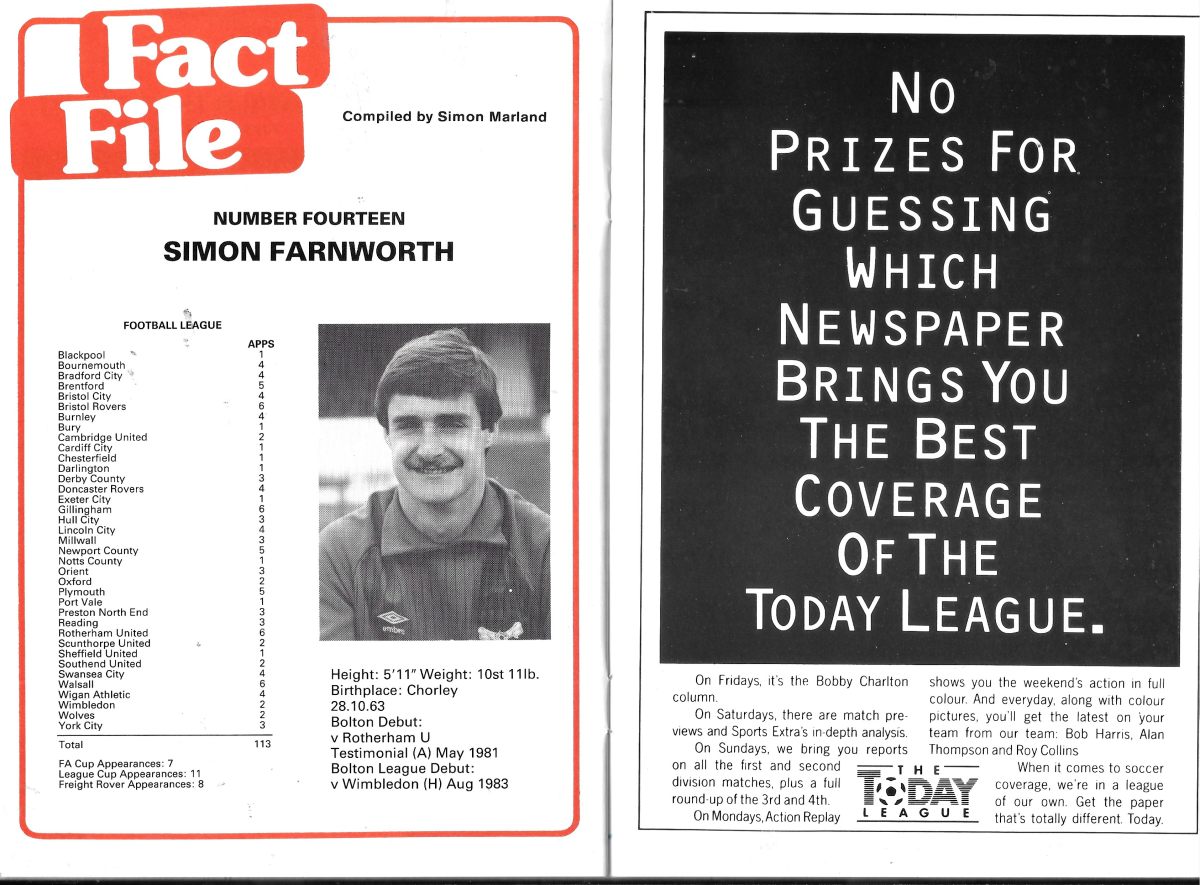 Fact
File
Compiled by Simon Marland
NUMBER FOURTEEN
SIMON FARNWORTH
FOOTBALL LEAGUE
APPS
Blackpool 1
Bournemouth 4
Bradford City 4
Brentford 5
Bristol City 4
Bristol Rovers 6
Burnley 4
Bury 1
Cambridge United 2
Cardiff City 1
Chesterfield 1
Darlington 1
Derby County 3
Doncaster Rovers 4
Exeter City 1
Gillingham 6
Hull City 3
Lincoln City 4
Millwall 3
Newport County 5
Notts County 1
Orient 3
Oxford 2
Plymouth 5
Port Vale 1
Preston North End 3
Reading 3
Rotherham United 6
Scunthorpe United 2
Sheffield United 1
Southend United 2
Swansea City 4
Walsall 6
Wigan Athletic 4
Wimbledon 2
Wolves 2
York City 3
Total 113
FA Cup Appearances: 7
League Cup Appearances: 11
Freight Rover Appearances: 8
umbro
Height: 5'11" Weight: 10st 11lb.
Birthplace: Chorley
28.10.63
Bolton Debut:
v Rotherham U
Testimonial (A) May 1981
Bolton League Debut:
v Wimbledon (H) Aug 1983
NO
PRIZES FOR
GUESSING
WHICH
NEWSPAPER
BRINGS YOU
THE BEST
COVERAGE
OF THE
TODAY LEAGUE.
On Fridays, it's the Bobby Charlton
column.
On Saturdays, there are match pre-
views and Sports Extra's in-depth analysis.
On Sundays, we bring you reports
on all the first and second
division matches, plus a full
round-up of the 3rd and 4th.
On Mondays, Action Replay
shows you the weekend's action in full
colour. And everyday, along with colour
pictures, you'll get the latest on your
team from our team: Bob Harris, Alan
Thompson and Roy Collins
When it comes to soccer
coverage, we're in a league
of our own. Get the paper
that's totally different. Today.
THE
TODAY
LEAGUE